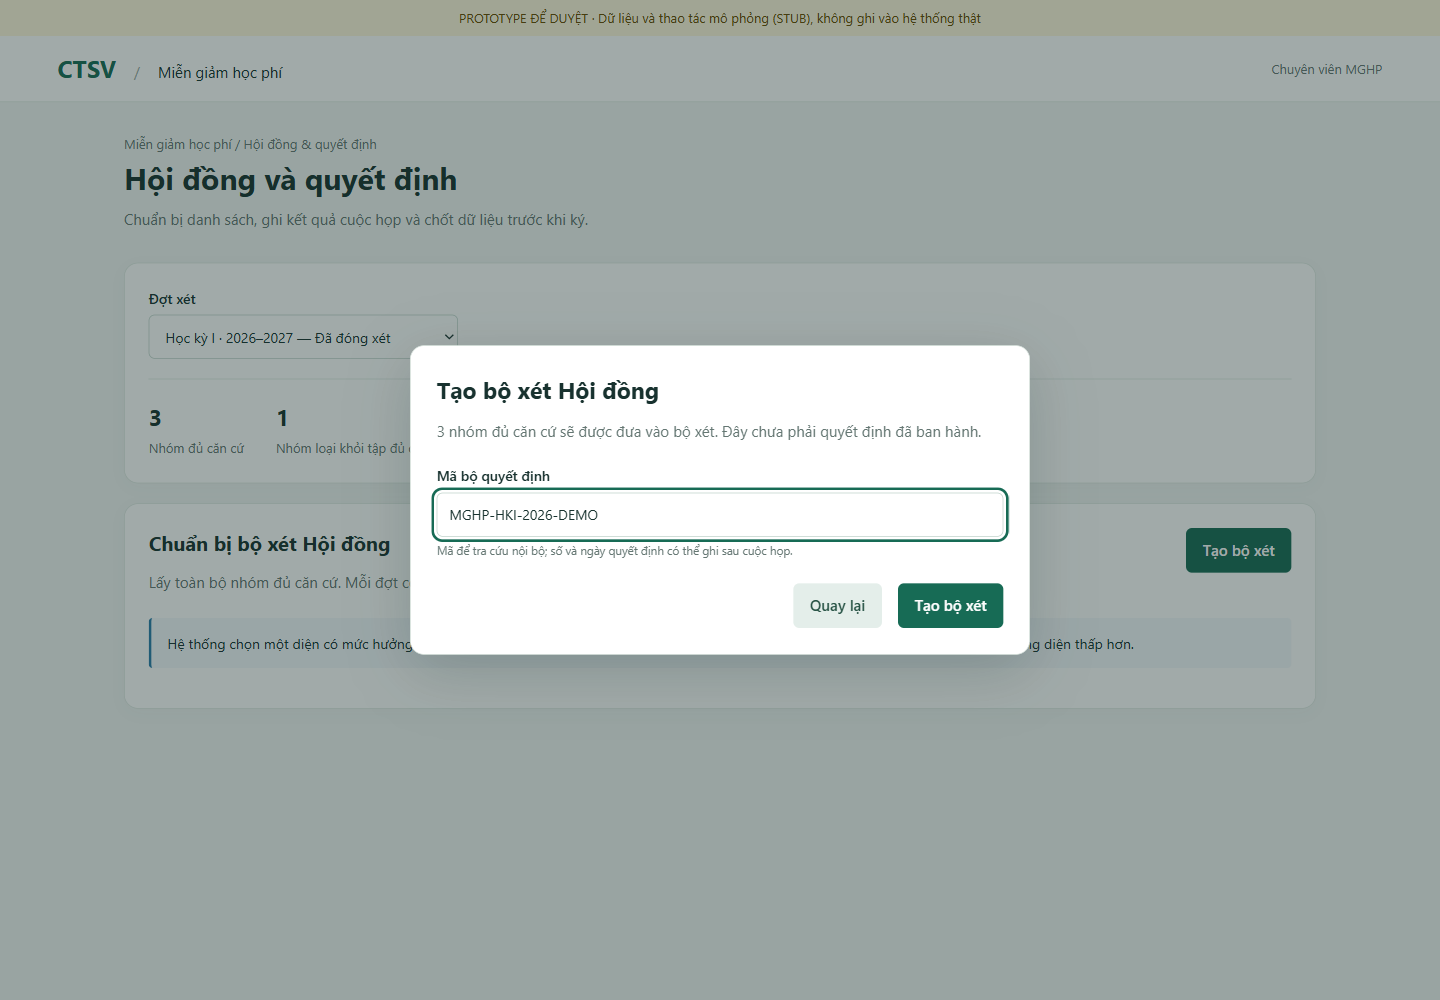 PROTOTYPE ĐỂ DUYỆT · Dữ liệu và thao tác mô phỏng (STUB), không ghi vào hệ thống thật
CTSV / Miễn giảm học phí
Chuyên viên MGHP
Miễn giảm học phí / Hội đồng & quyết định
Hội đồng và quyết định
Chuẩn bị danh sách, ghi kết quả cuộc họp và chốt dữ liệu trước khi ký.
Đợt xét
Học kỳ I · 2026–2027 — Đã đóng xét
3
Nhóm đủ căn cứ
1
Nhóm loại khỏi tập đủ
Tạo bộ xét Hội đồng
3 nhóm đủ căn cứ sẽ được đưa vào bộ xét. Đây chưa phải quyết định đã ban hành.
Mã bộ quyết định
MGHP-HKI-2026-DEMO
Mã để tra cứu nội bộ; số và ngày quyết định có thể ghi sau cuộc họp.
Quay lại
Tạo bộ xét
Chuẩn bị bộ xét Hội đồng
Tạo bộ xét
Lấy toàn bộ nhóm đủ căn cứ. Mỗi đợt
Hệ thống chọn một diện có mức hưởng
diện thấp hơn.